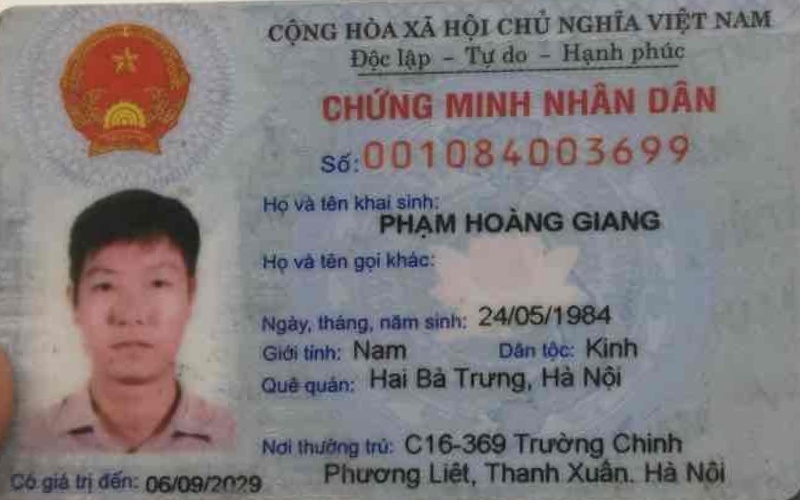 CỘNG HÒA XÃ HỘI CHỦ NGHĨA VIỆT NAM
Độc lập – Tự do – Hạnh phúc
CHỨNG MINH NHÂN DÂN
Số: 001084003699
Họ và tên khai sinh:
PHẠM HOÀNG GIANG
Họ và tên gọi khác:
Ngày, tháng, năm sinh: 24/05/1984
Giới tính: Nam Dân tộc: Kinh
Quê quán: Hai Bà Trưng, Hà Nội
Nơi thường trú: C16-369 Trường Chinh
Phương Liêt, Thanh Xuân. Hà Nội
Có giá trị đến: 06/09/2029